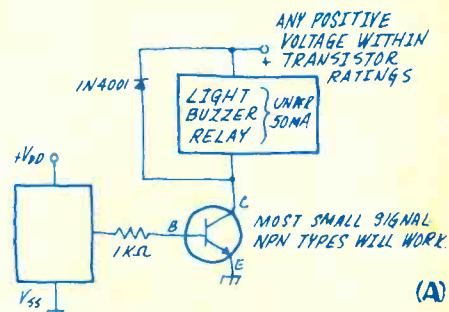 ANY POSITIVE
VOLTAGE WITHIN
+ TRANSISTOR
RATINGS
1N4001
LIGHT
BUZZER
RELAY
UNDER
50MA
+VDD
C
B
1KΩ
E
MOST SMALL SIGNAL
NPN TYPES WILL WORK.
VSS
(A)